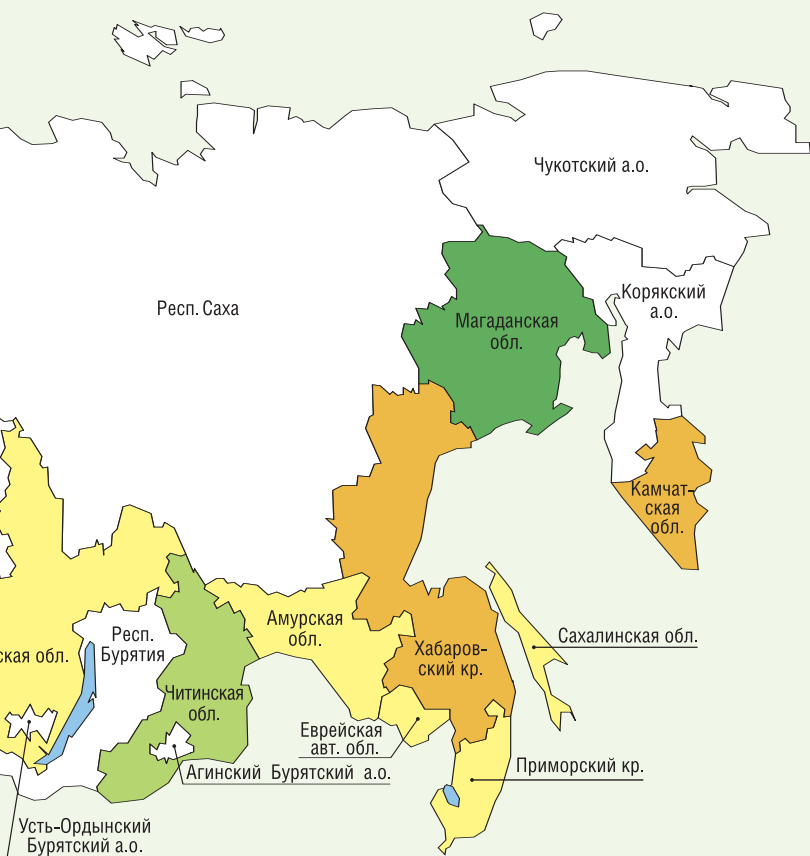 Чукотский а.о.
Корякский
а.о.
Респ. Саха
Магаданская
обл.
Камчат-
ская
обл.
Амурская
обл.
Респ.
Бурятия
Сахалинская обл.
ская обл.
Хабаров-
ский кр.
Читинская
обл.
Еврейская
авт. обл.
Приморский кр.
Агинский Бурятский а.о.
Усть-Ордынский
Бурятский а.о.